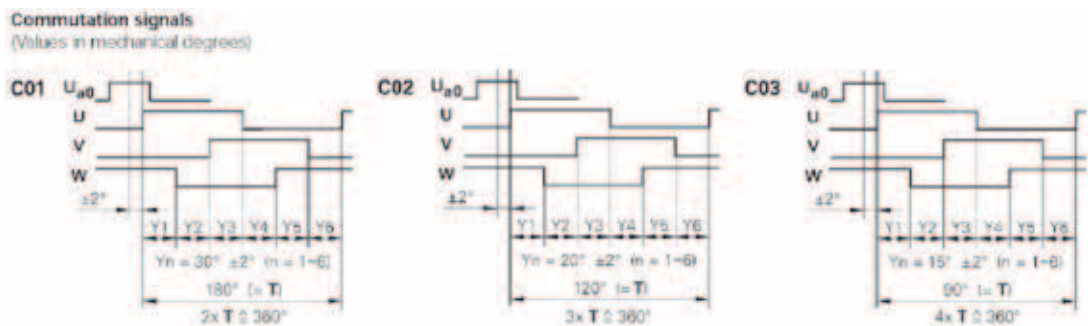 Commutation signals
(Values in mechanical degrees)
C01 Ua0
U
V
W
±2°
Y1 Y2 Y3 Y4 Y5 Y6
Yn = 30° ±2° (n = 1–6)
180° (= T)
2x T ≙ 360°
C02 Ua0
U
V
W
±2°
Y1 Y2 Y3 Y4 Y5 Y6
Yn = 20° ±2° (n = 1–6)
120° (= T)
3x T ≙ 360°
C03 Ua0
U
V
W
±2°
Y1 Y2 Y3 Y4 Y5 Y6
Yn = 15° ±2° (n = 1–6)
90° (= T)
4x T ≙ 360°